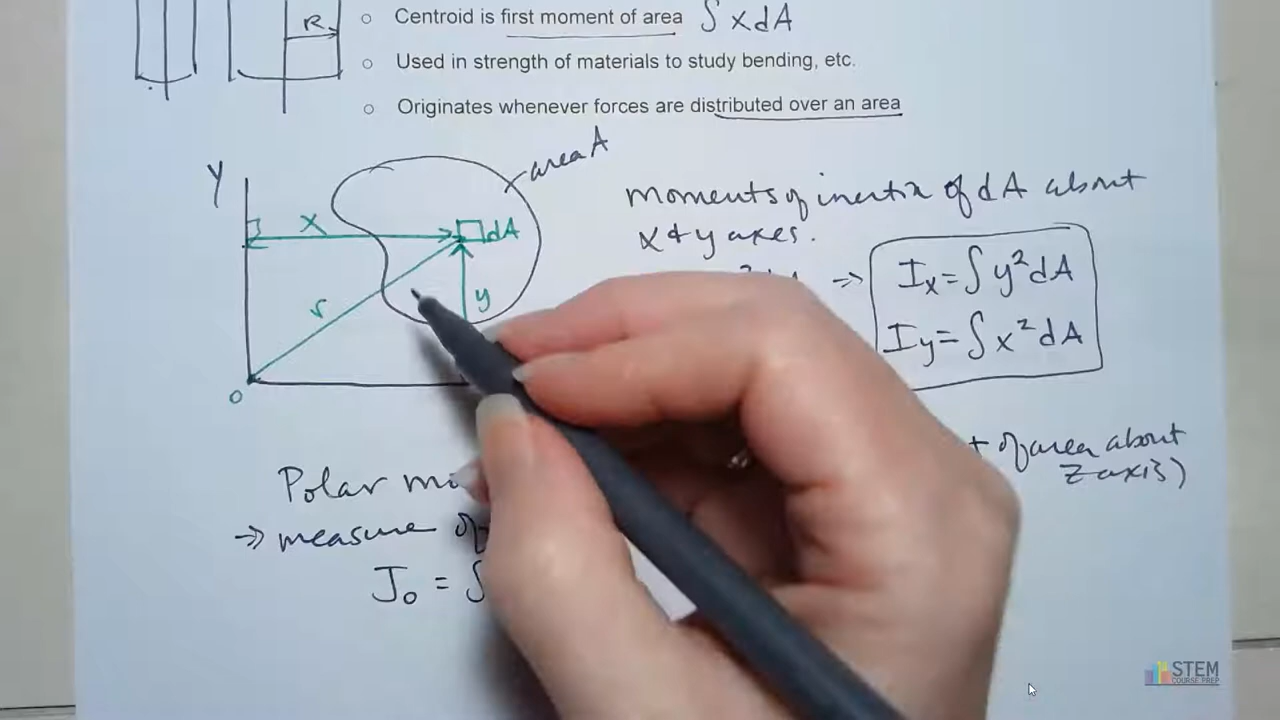 R
Centroid is first moment of area ∫ x dA
Used in strength of materials to study bending, etc.
Originates whenever forces are distributed over an area
area A
Y
x
dA
r
y
o
moments of inertia of dA about
x & y axes.
=> Ix = ∫ y² dA
Iy = ∫ x² dA
of area about
z axis)
Polar
=> measure
J₀ = ∫
STEM
COURSE PREP